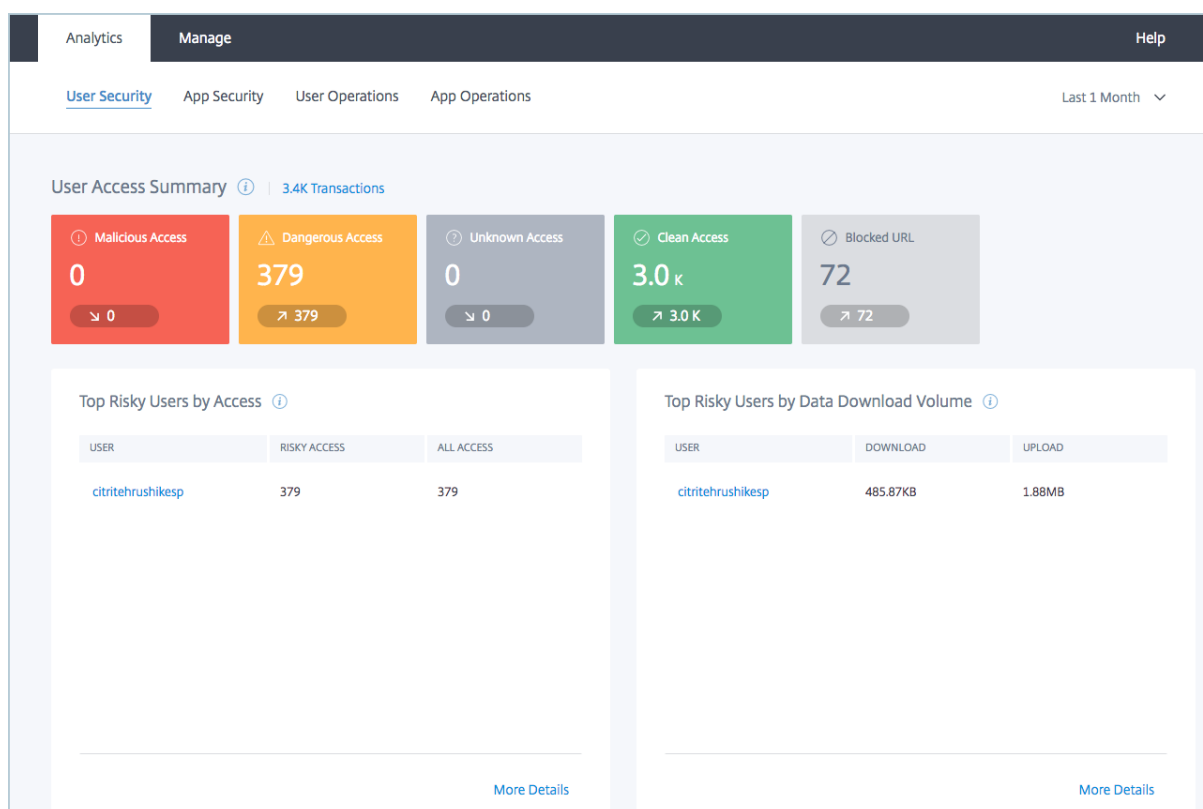 Analytics Manage Help
User Security App Security User Operations App Operations Last 1 Month
User Access Summary 3.4K Transactions
Malicious Access Dangerous Access Unknown Access Clean Access Blocked URL
0 379 0 3.0 K 72
0 379 0 3.0 K 72
Top Risky Users by Access Top Risky Users by Data Download Volume
USER RISKY ACCESS ALL ACCESS USER DOWNLOAD UPLOAD
citritehrushikesp 379 379 citritehrushikesp 485.87KB 1.88MB
More Details More Details